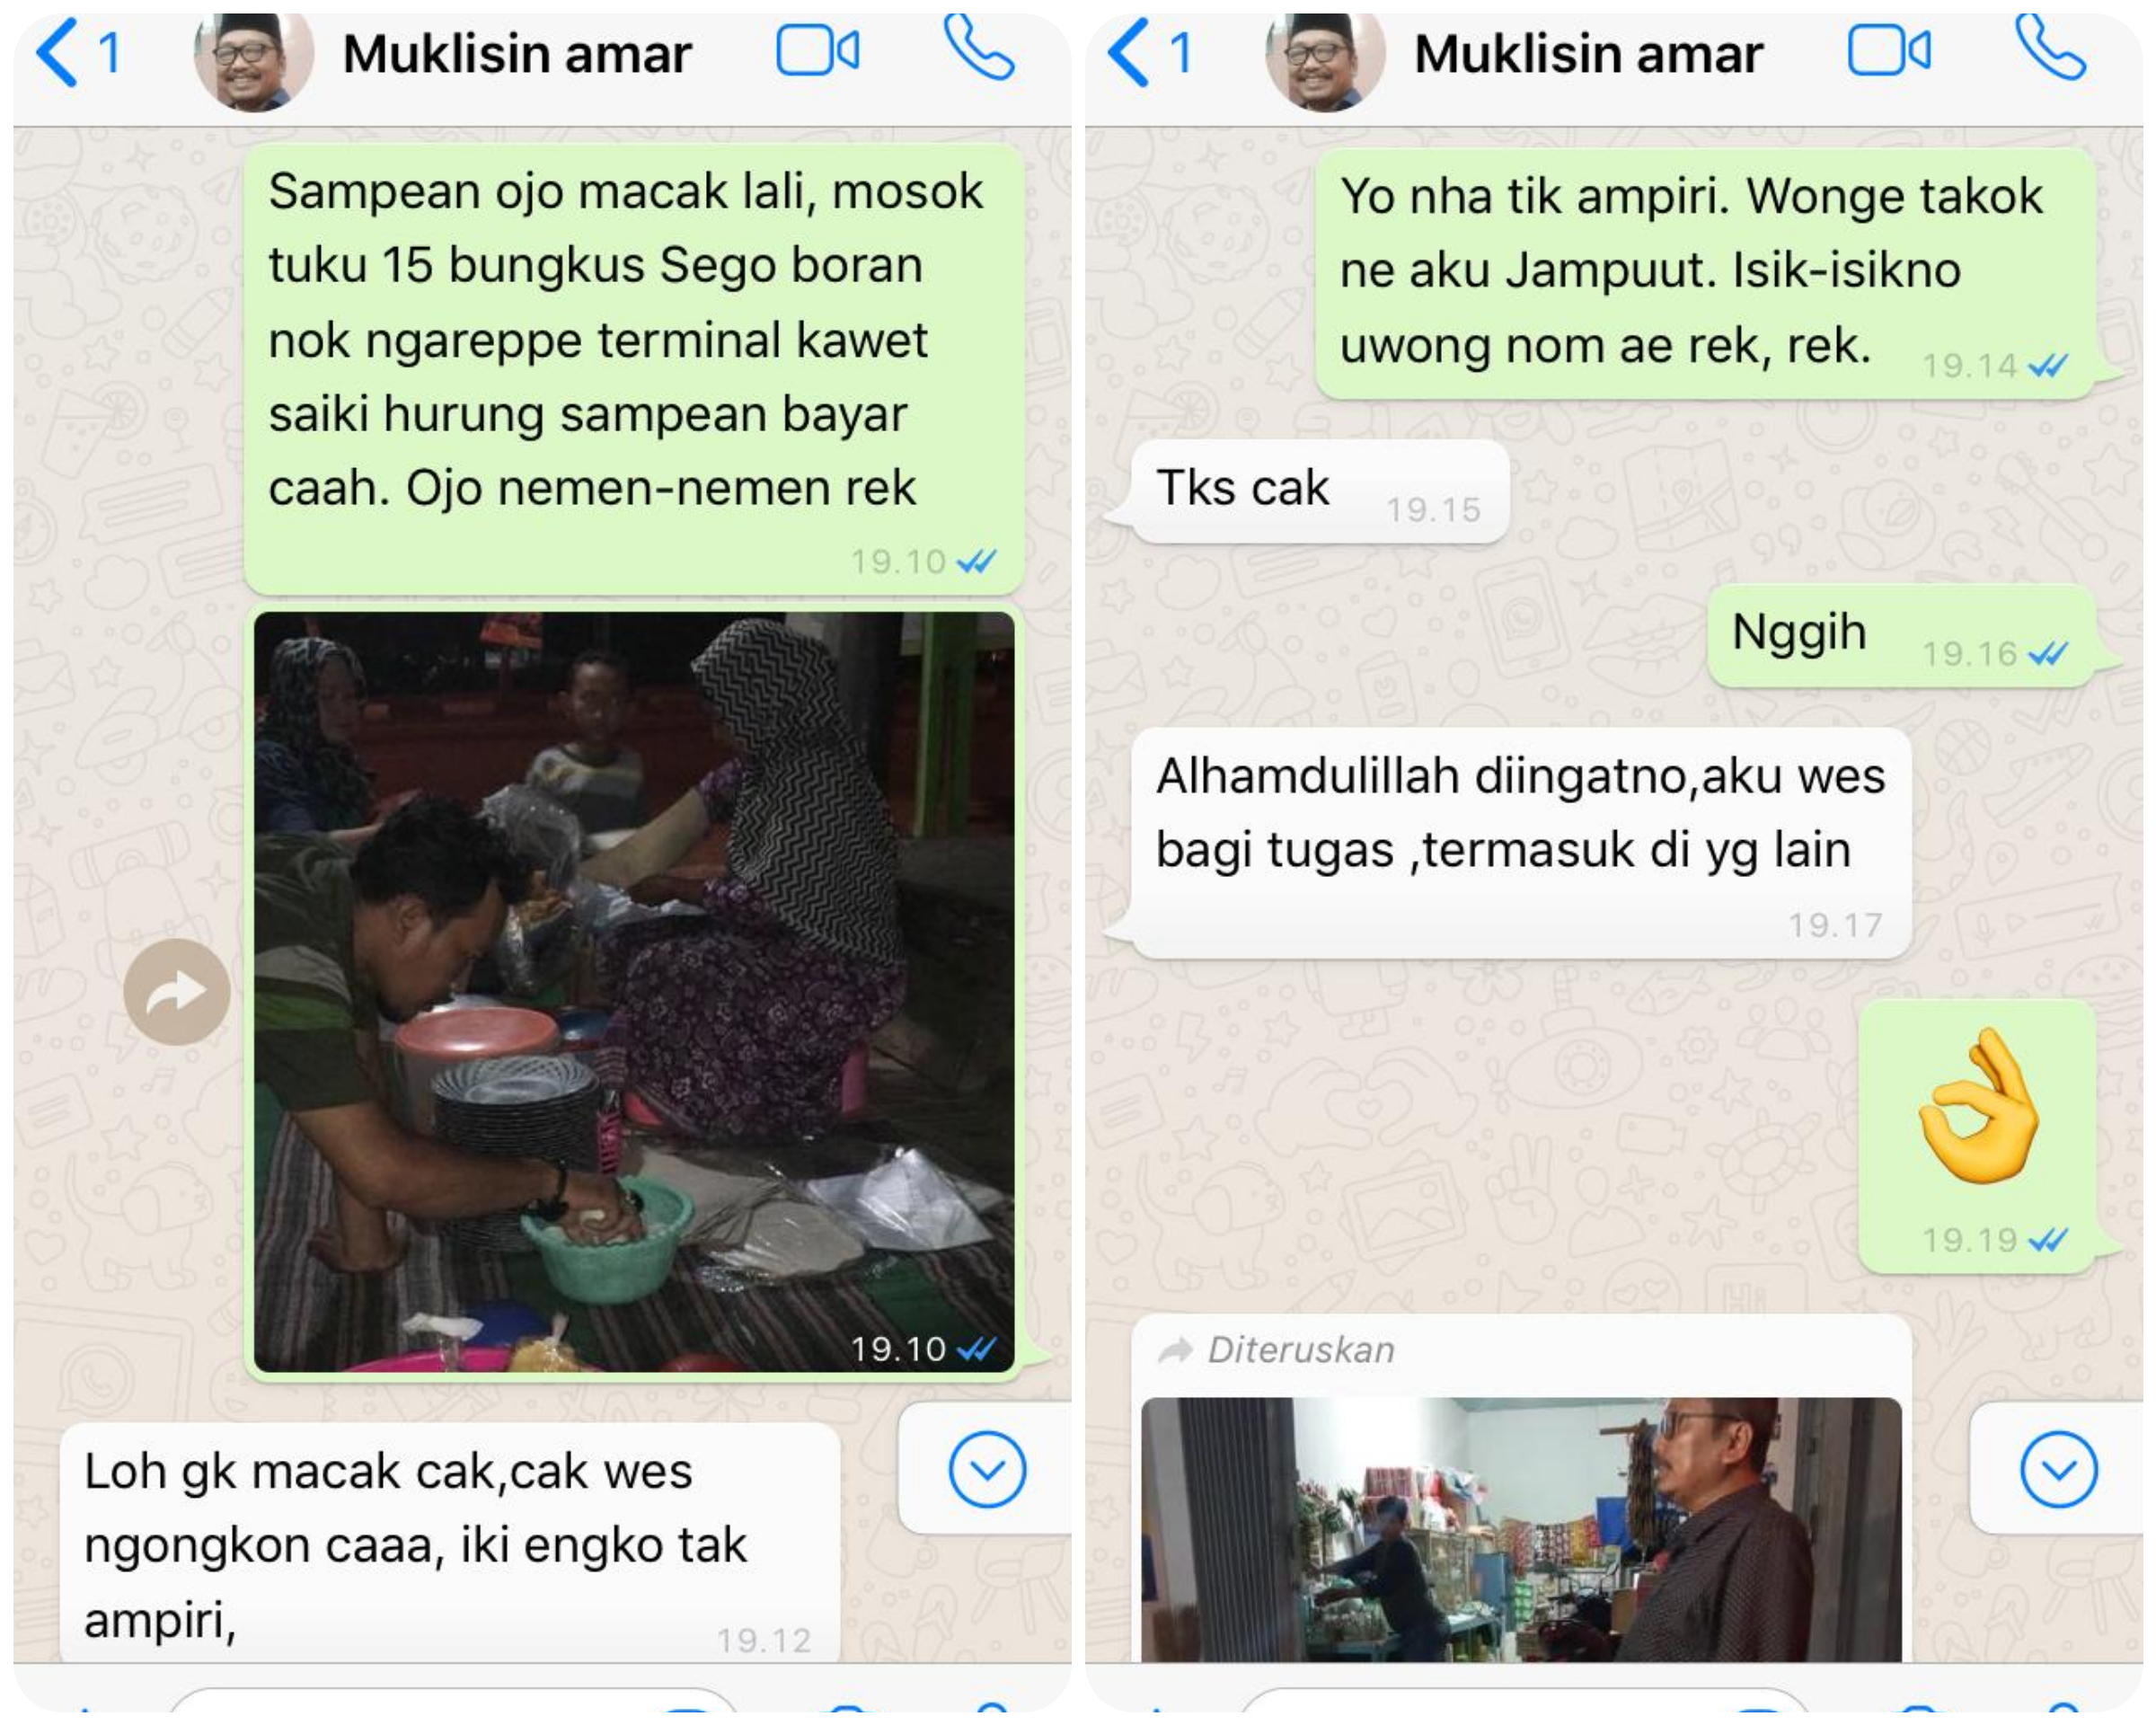 1
Muklisin amar
Sampean ojo macak lali, mosok
tuku 15 bungkus Sego boran
nok ngareppe terminal kawet
saiki hurung sampean bayar
caah. Ojo nemen-nemen rek
19.10
19.10
Loh gk macak cak,cak wes
ngongkon caaa, iki engko tak
ampiri,
19.12
1
Muklisin amar
Yo nha tik ampiri. Wonge takok
ne aku Jampuut. Isik-isikno
uwong nom ae rek, rek.
19.14
Tks cak
19.15
Nggih
19.16
Alhamdulillah diingatno,aku wes
bagi tugas ,termasuk di yg lain
19.17
19.19
Diteruskan